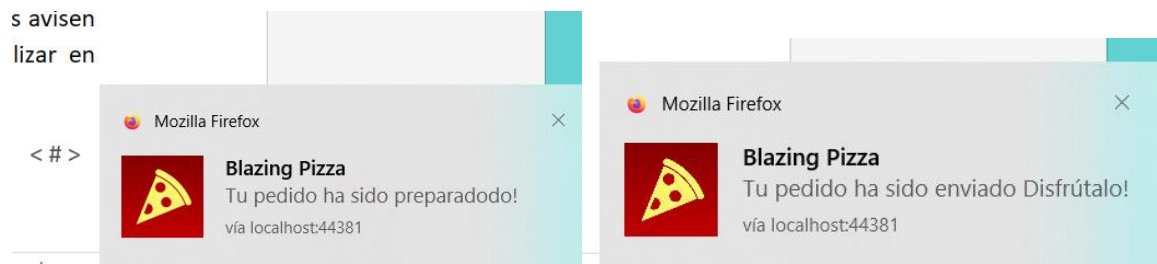 s avisen
lizar en
< # >
Mozilla Firefox
Blazing Pizza
Tu pedido ha sido preparadodo!
vía localhost:44381
Mozilla Firefox
Blazing Pizza
Tu pedido ha sido enviado Disfrútalo!
vía localhost:44381